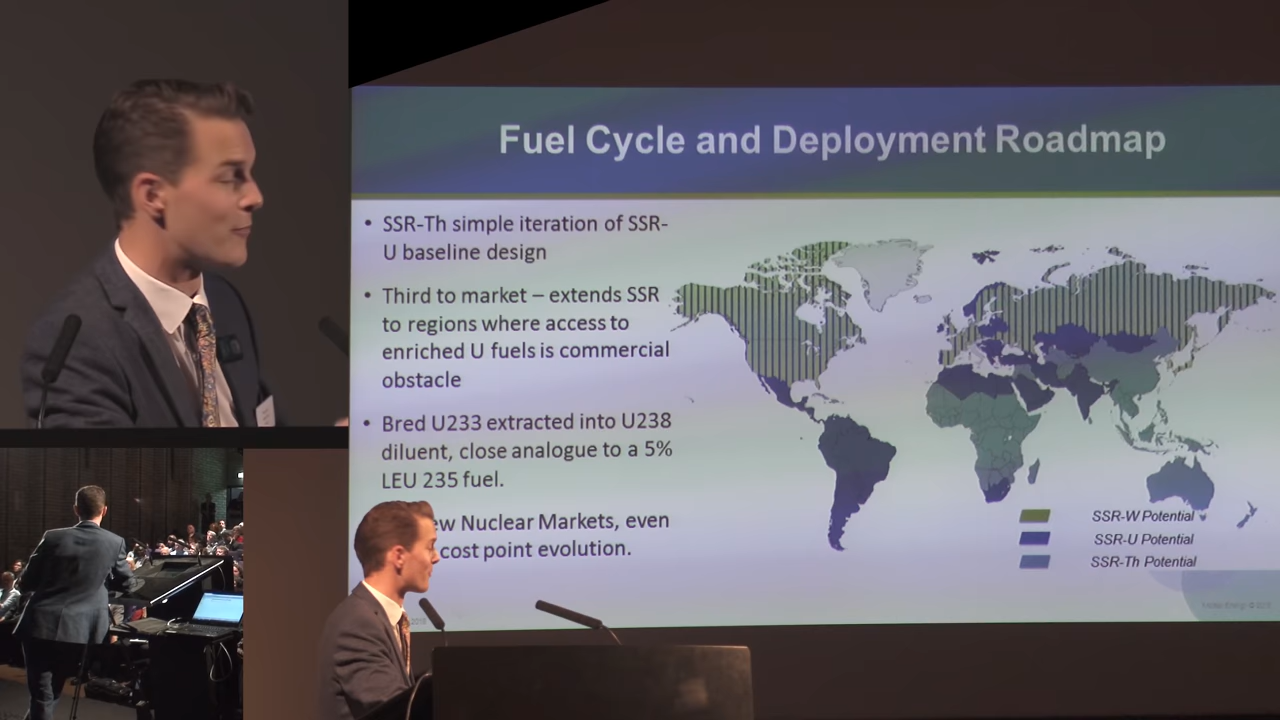 Fuel Cycle and Deployment Roadmap
• SSR-Th simple iteration of SSR-
U baseline design
• Third to market – extends SSR
to regions where access to
enriched U fuels is commercial
obstacle
• Bred U233 extracted into U238
diluent, close analogue to a 5%
LEU 235 fuel.
Nuclear Markets, even
cost point evolution.
SSR-W Potential
SSR-U Potential
SSR-Th Potential